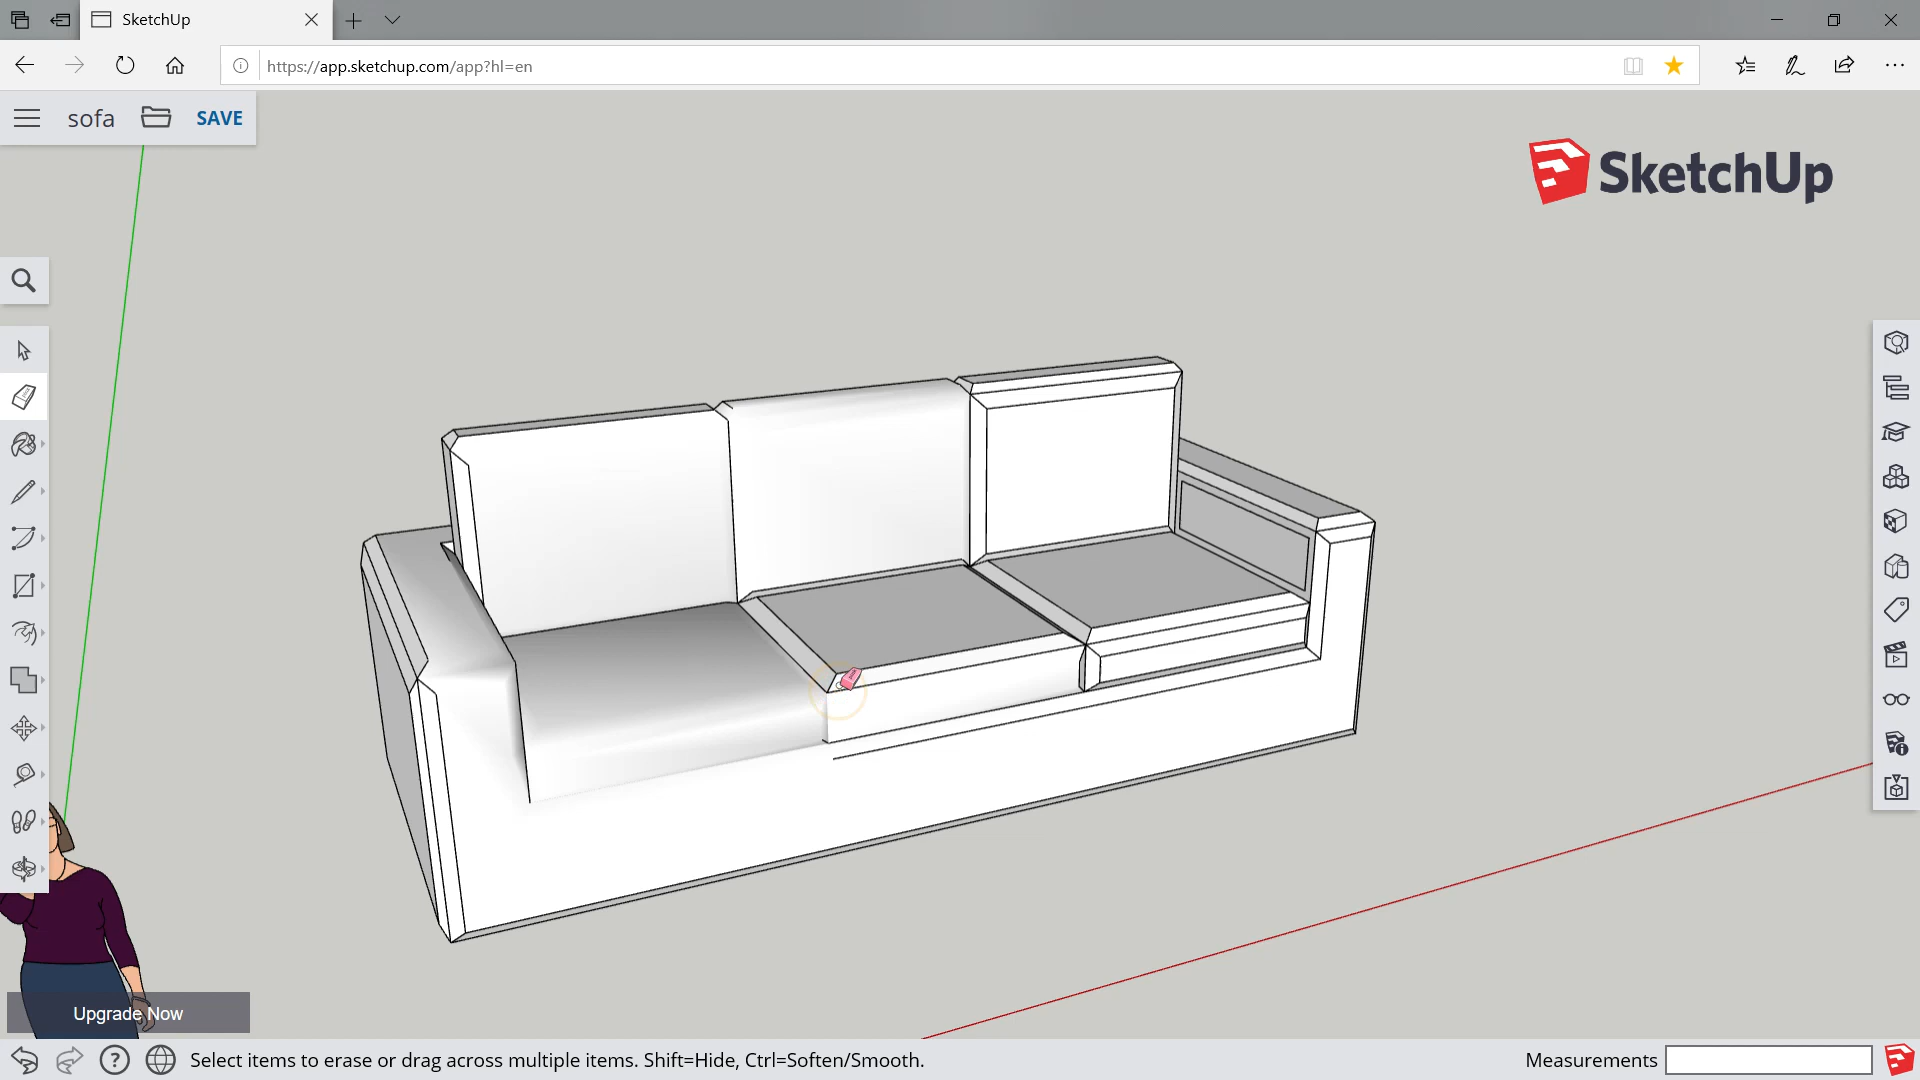 SketchUp
https://app.sketchup.com/app?hl=en
sofa
SAVE
SketchUp
Upgrade Now
Select items to erase or drag across multiple items. Shift=Hide, Ctrl=Soften/Smooth.
Measurements